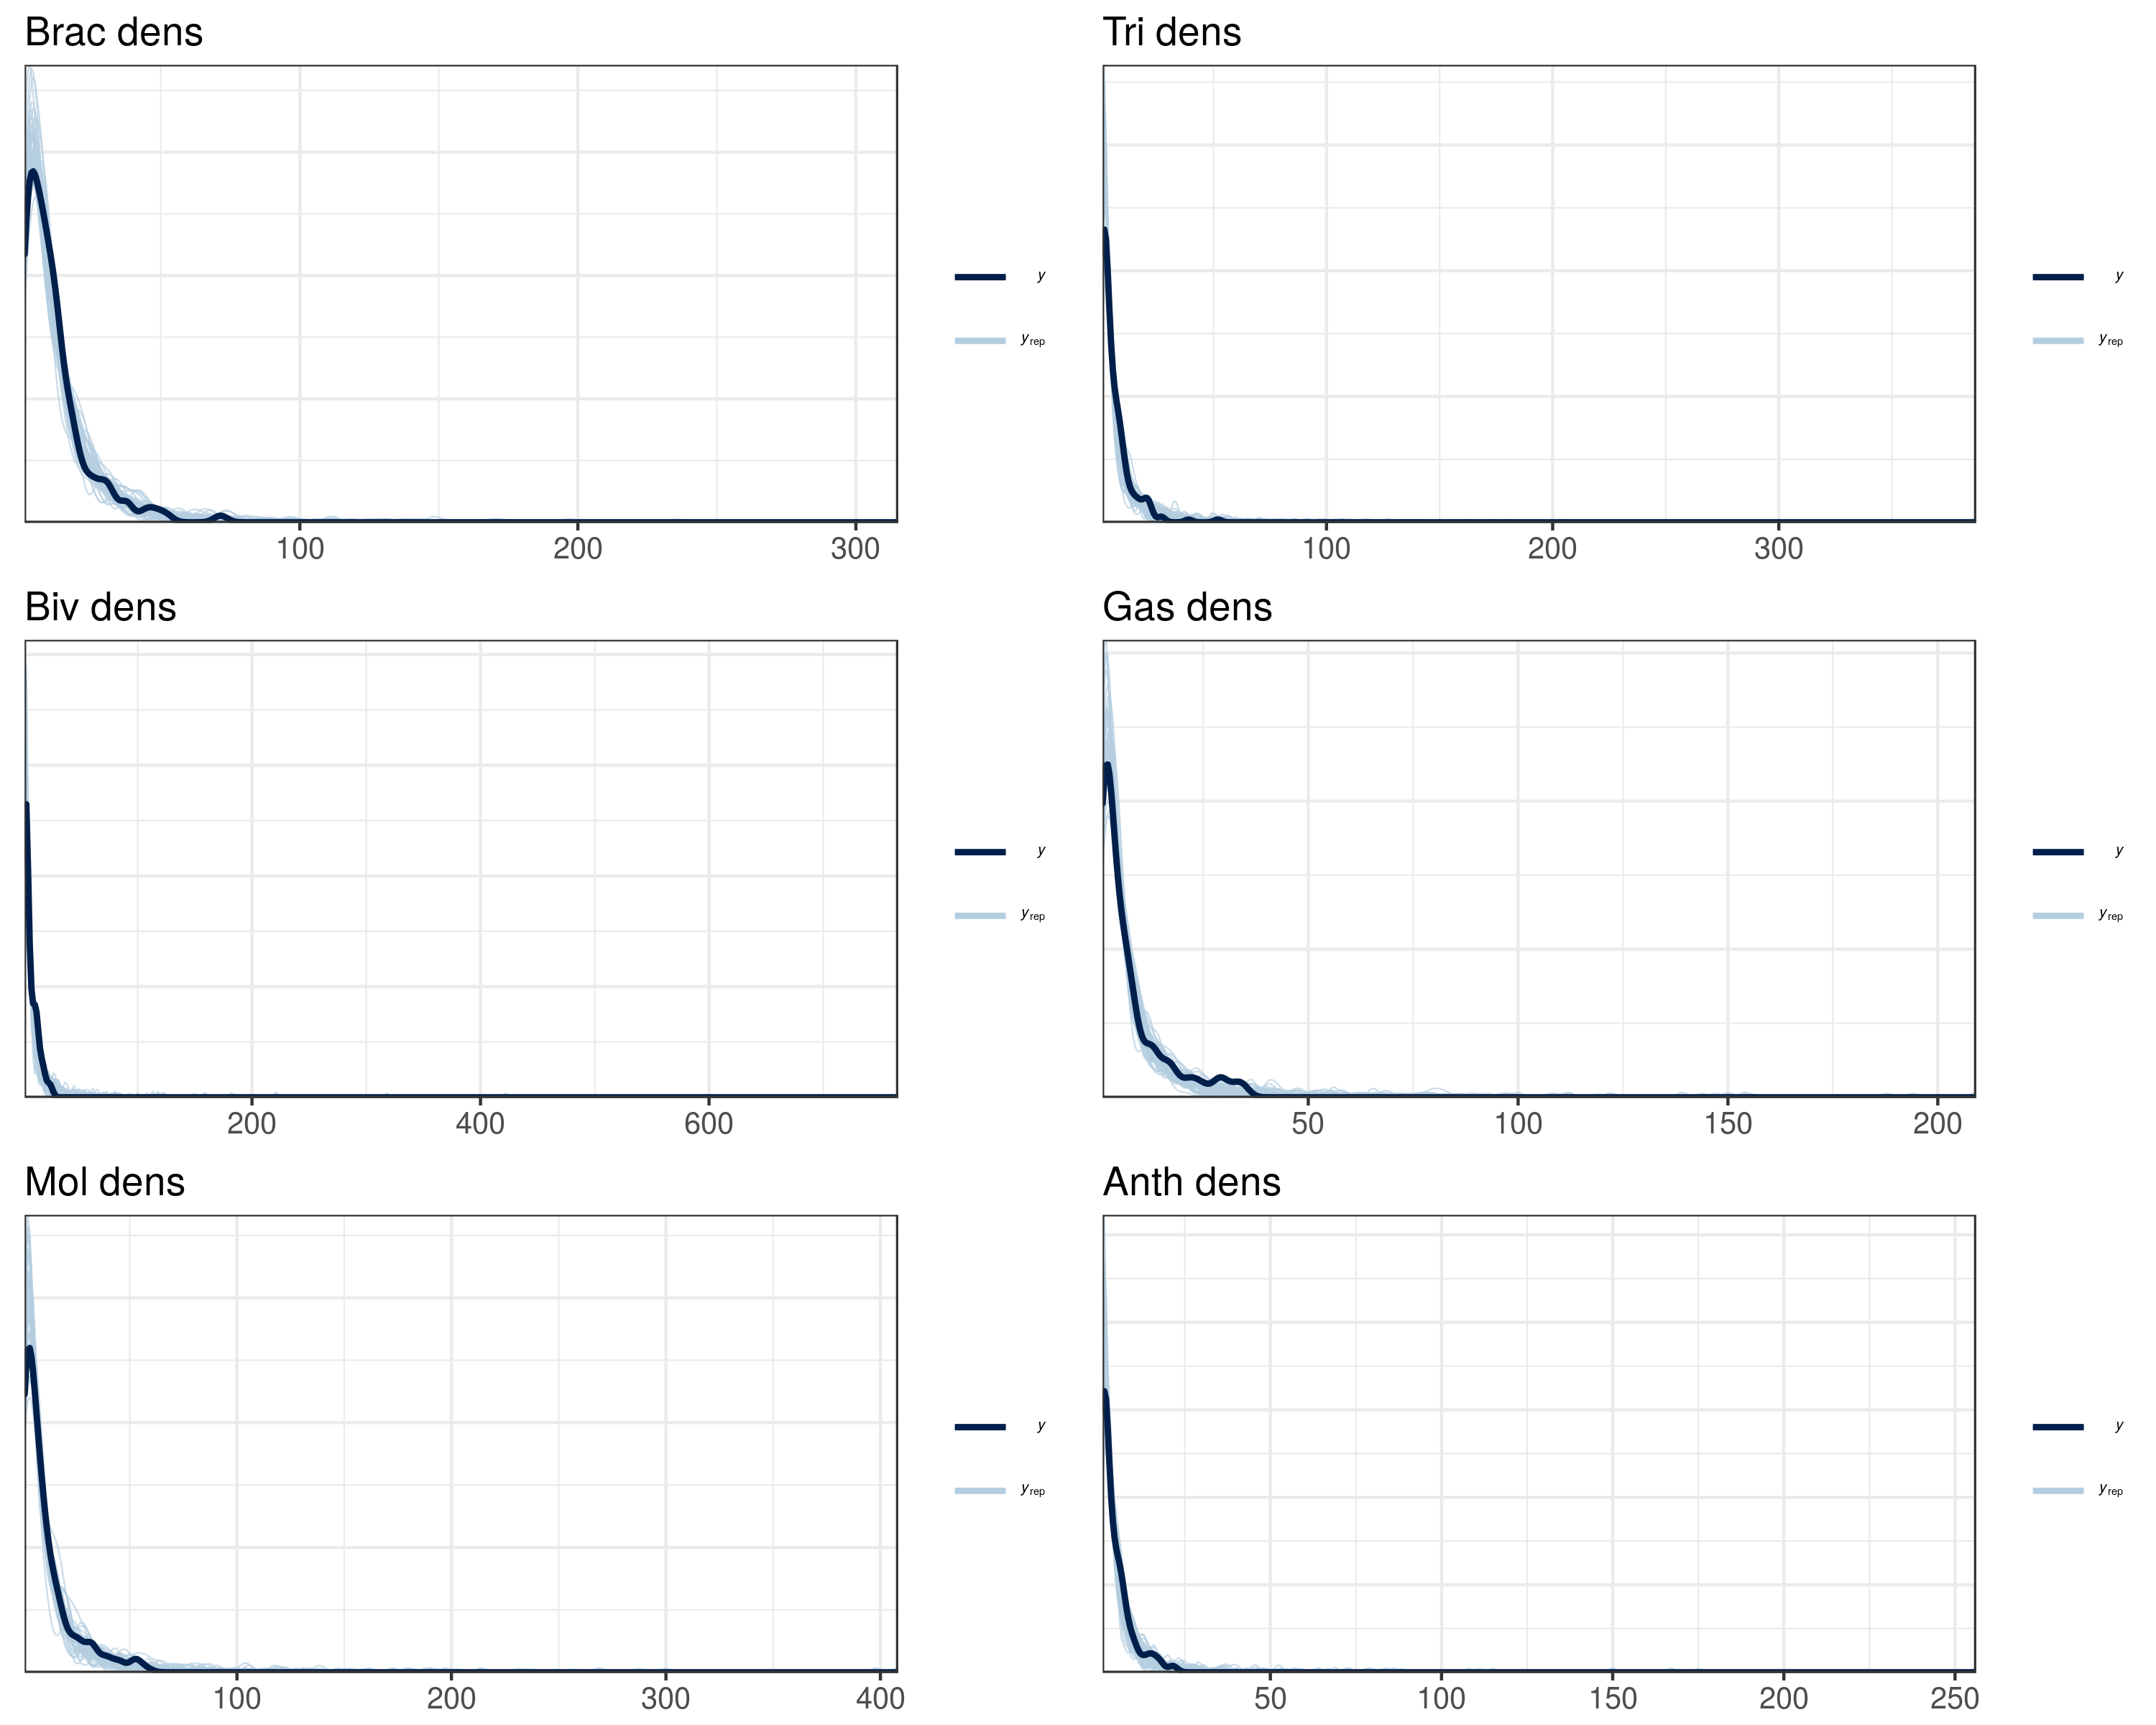 Brac dens
Tri dens
y
y rep
y
y rep
100 200 300
100 200 300
Biv dens
Gas dens
y
y rep
y
y rep
200 400 600
50 100 150 200
Mol dens
Anth dens
y
y rep
y
y rep
100 200 300 400
50 100 150 200 250